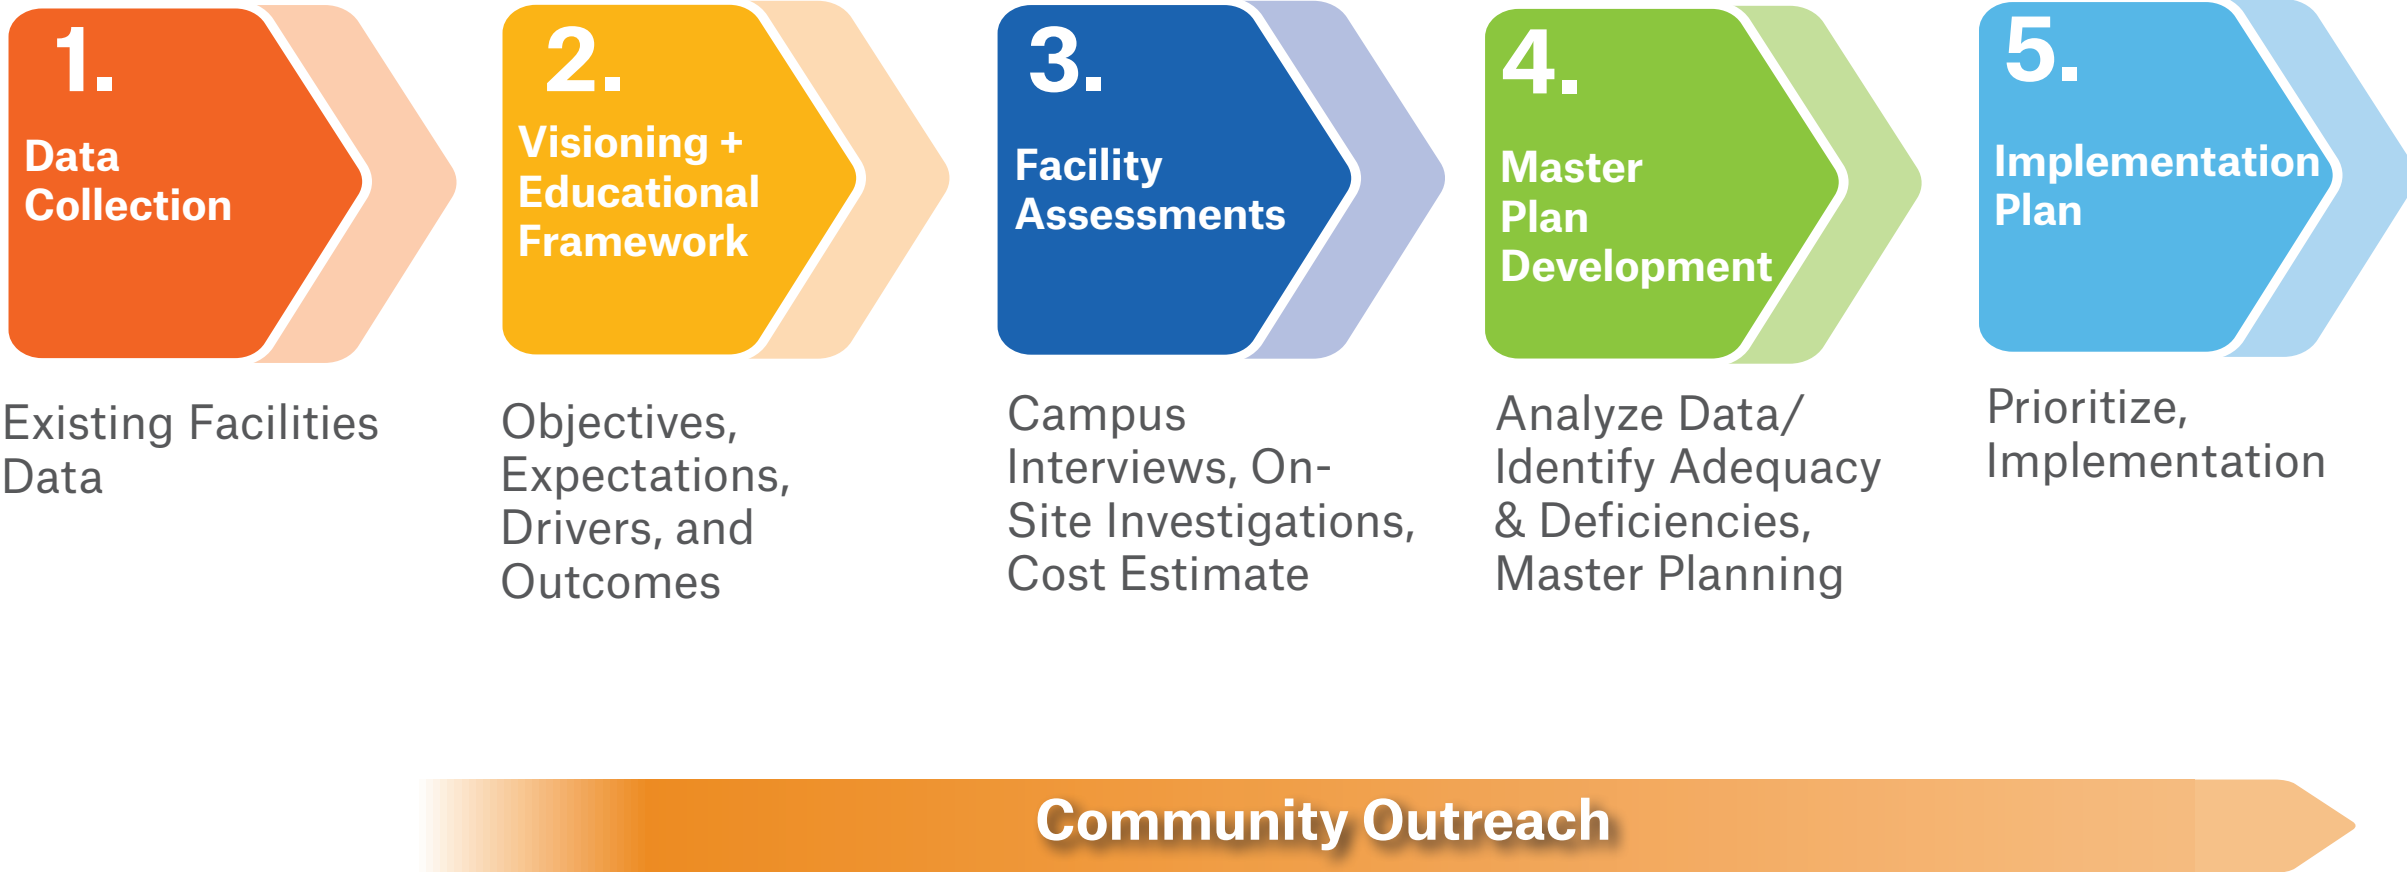 1.
Data
Collection
Existing Facilities
Data
2.
Visioning +
Educational
Framework
Objectives,
Expectations,
Drivers, and
Outcomes
3.
Facility
Assessments
Campus
Interviews, On-
Site Investigations,
Cost Estimate
4.
Master
Plan
Development
Analyze Data/
Identify Adequacy
& Deficiencies,
Master Planning
5.
Implementation
Plan
Prioritize,
Implementation
Community Outreach